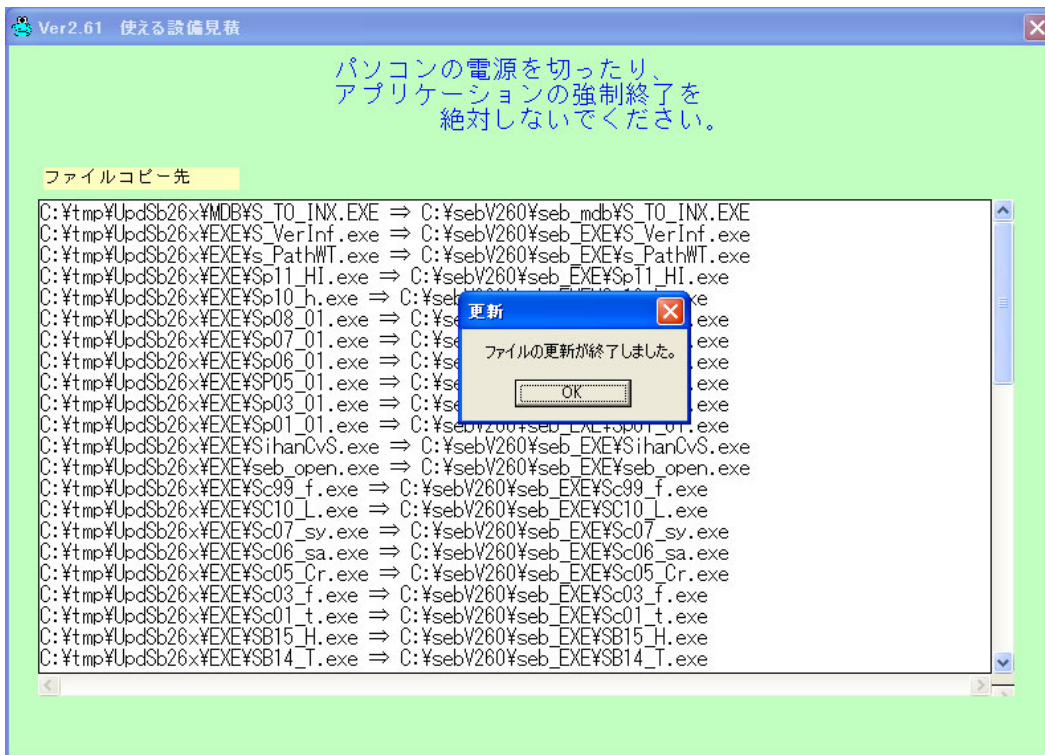 Ver2.61 使える設備見積
パソコンの電源を切ったり、
アプリケーションの強制終了を
絶対しないでください。
ファイルコピー先
C:¥tmp¥UpdSb26x¥MDB¥S_TO_INX.EXE ⇒ C:¥sebV260¥seb_mdb¥S_TO_INX.EXE
C:¥tmp¥UpdSb26x¥EXE¥S_VerInf.exe ⇒ C:¥sebV260¥seb_EXE¥S_VerInf.exe
C:¥tmp¥UpdSb26x¥EXE¥s_PathWT.exe ⇒ C:¥sebV260¥seb_EXE¥s_PathWT.exe
C:¥tmp¥UpdSb26x¥EXE¥Sp11_HI.exe ⇒ C:¥sebV260¥seb_EXE¥Sp11_HI.exe
C:¥tmp¥UpdSb26x¥EXE¥Sp10_h.exe ⇒ C:¥seb
C:¥tmp¥UpdSb26x¥EXE¥Sp08_01.exe ⇒ C:¥se .exe
C:¥tmp¥UpdSb26x¥EXE¥Sp07_01.exe ⇒ C:¥se .exe
C:¥tmp¥UpdSb26x¥EXE¥Sp06_01.exe ⇒ C:¥se .exe
C:¥tmp¥UpdSb26x¥EXE¥SP05_01.exe ⇒ C:¥se .exe
C:¥tmp¥UpdSb26x¥EXE¥Sp03_01.exe ⇒ C:¥se .exe
C:¥tmp¥UpdSb26x¥EXE¥Sp01_01.exe ⇒ C:¥sebV260¥seb_EXE¥Sp01_01.exe
C:¥tmp¥UpdSb26x¥EXE¥SihanCvS.exe ⇒ C:¥sebV260¥seb_EXE¥SihanCvS.exe
C:¥tmp¥UpdSb26x¥EXE¥seb_open.exe ⇒ C:¥sebV260¥seb_EXE¥seb_open.exe
C:¥tmp¥UpdSb26x¥EXE¥Sc99_f.exe ⇒ C:¥sebV260¥seb_EXE¥Sc99_f.exe
C:¥tmp¥UpdSb26x¥EXE¥SC10_L.exe ⇒ C:¥sebV260¥seb_EXE¥SC10_L.exe
C:¥tmp¥UpdSb26x¥EXE¥Sc07_sy.exe ⇒ C:¥sebV260¥seb_EXE¥Sc07_sy.exe
C:¥tmp¥UpdSb26x¥EXE¥Sc06_sa.exe ⇒ C:¥sebV260¥seb_EXE¥Sc06_sa.exe
C:¥tmp¥UpdSb26x¥EXE¥Sc05_Cr.exe ⇒ C:¥sebV260¥seb_EXE¥Sc05_Cr.exe
C:¥tmp¥UpdSb26x¥EXE¥Sc03_f.exe ⇒ C:¥sebV260¥seb_EXE¥Sc03_f.exe
C:¥tmp¥UpdSb26x¥EXE¥Sc01_t.exe ⇒ C:¥sebV260¥seb_EXE¥Sc01_t.exe
C:¥tmp¥UpdSb26x¥EXE¥SB15_H.exe ⇒ C:¥sebV260¥seb_EXE¥SB15_H.exe
C:¥tmp¥UpdSb26x¥EXE¥SB14_T.exe ⇒ C:¥sebV260¥seb_EXE¥SB14_T.exe
更新
ファイルの更新が終了しました。
OK